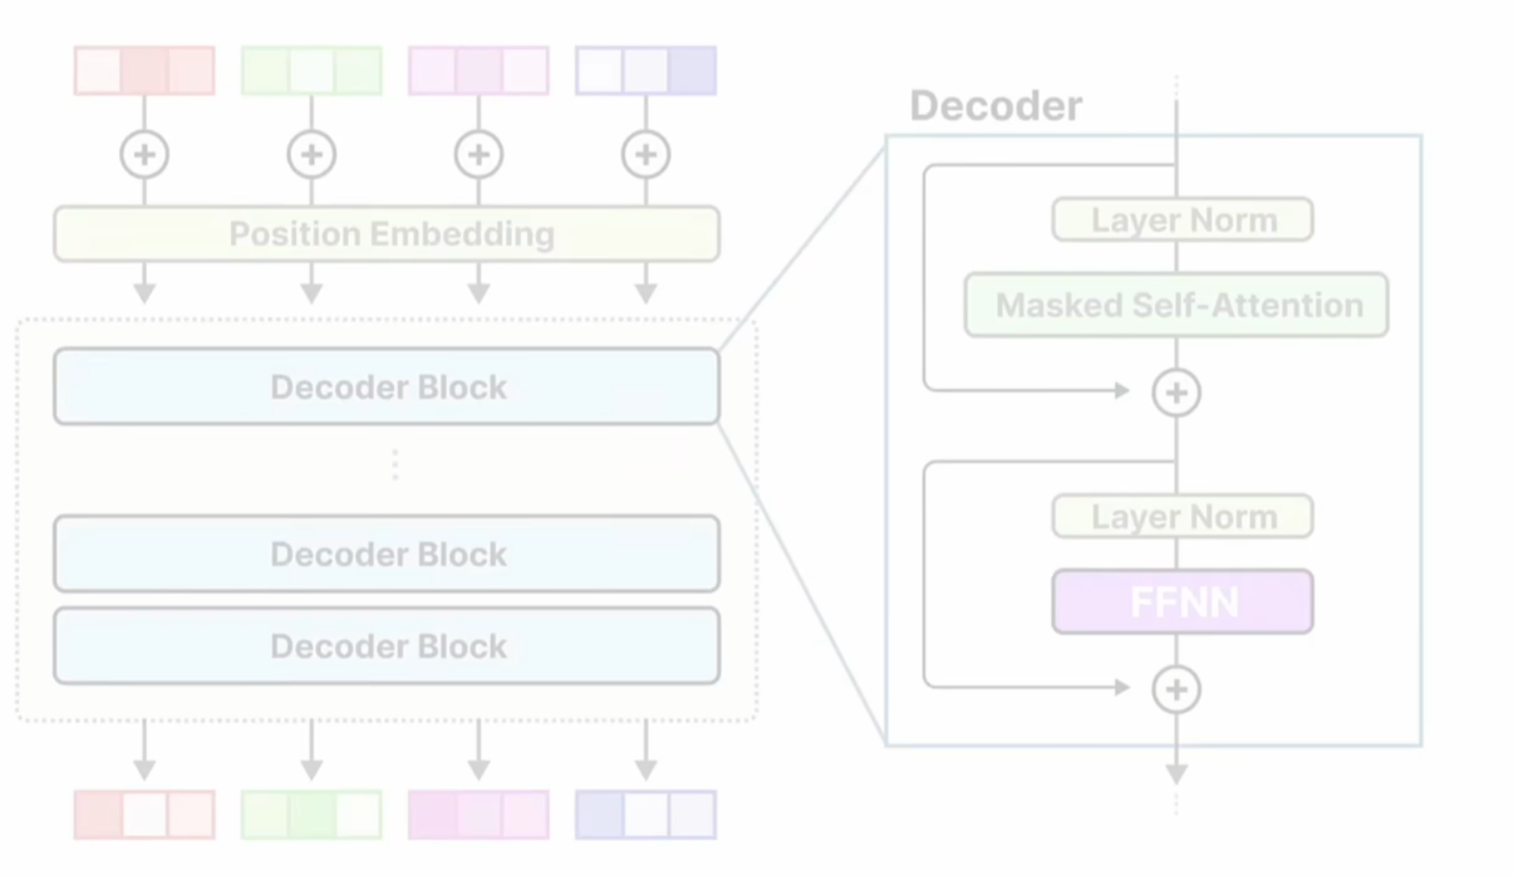 Position Embedding
Decoder Block
Decoder Block
Decoder Block
Decoder
Layer Norm
Masked Self-Attention
Layer Norm
FFNN